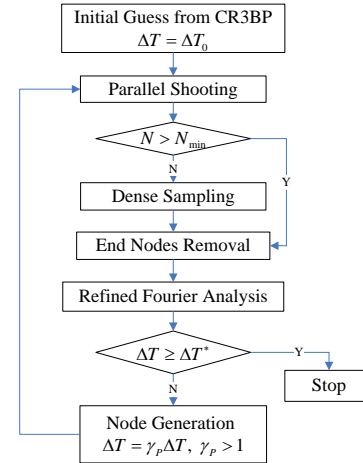 Initial Guess from CR3BP
ΔT = ΔT₀
Parallel Shooting
N > N_min
N
Y
Dense Sampling
End Nodes Removal
Refined Fourier Analysis
ΔT ≥ ΔT*
Y
N
Stop
Node Generation
ΔT = γ_P ΔT, γ_P > 1